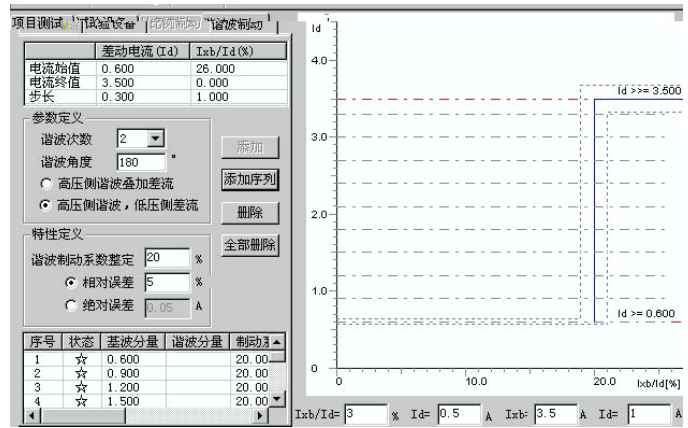 项目测试 试验设备 谐波制动
差动电流(Id) Ixb/Id(%)
电流始值 0.600 26.000
电流终值 3.500 0.000
步长 0.300 1.000
参数定义
谐波次数 2
谐波角度 180 °
添加
添加序列
高压侧谐波叠加差流
高压侧谐波，低压侧差流
删除
特性定义
全部删除
谐波制动系数整定 20 %
相对误差 5 %
绝对误差 0.05 A
序号 状态 基波分量 谐波分量 制动系
1 ☆ 0.600 20.00
2 ☆ 0.900 20.00
3 ☆ 1.200 20.00
4 ☆ 1.500 20.00
Id
4.0
Id >>= 3.500
3.0
2.0
1.0
Id >= 0.600
0
0 10.0 20.0 Ixb/Id[%]
Ixb/Id= 3 % Id= 0.5 A Ixb= 3.5 A Id= 1 A